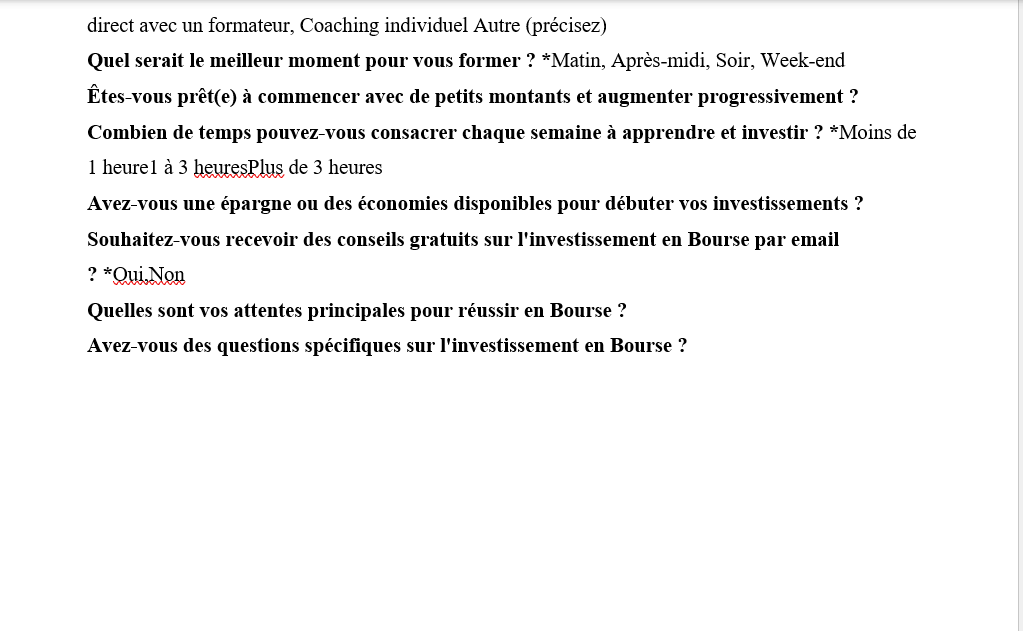 direct avec un formateur, Coaching individuel Autre (précisez)
Quel serait le meilleur moment pour vous former ? *Matin, Après-midi, Soir, Week-end
Êtes-vous prêt(e) à commencer avec de petits montants et augmenter progressivement ?
Combien de temps pouvez-vous consacrer chaque semaine à apprendre et investir ? *Moins de
1 heure1 à 3 heuresPlus de 3 heures
Avez-vous une épargne ou des économies disponibles pour débuter vos investissements ?
Souhaitez-vous recevoir des conseils gratuits sur l'investissement en Bourse par email
? *Oui,Non
Quelles sont vos attentes principales pour réussir en Bourse ?
Avez-vous des questions spécifiques sur l'investissement en Bourse ?